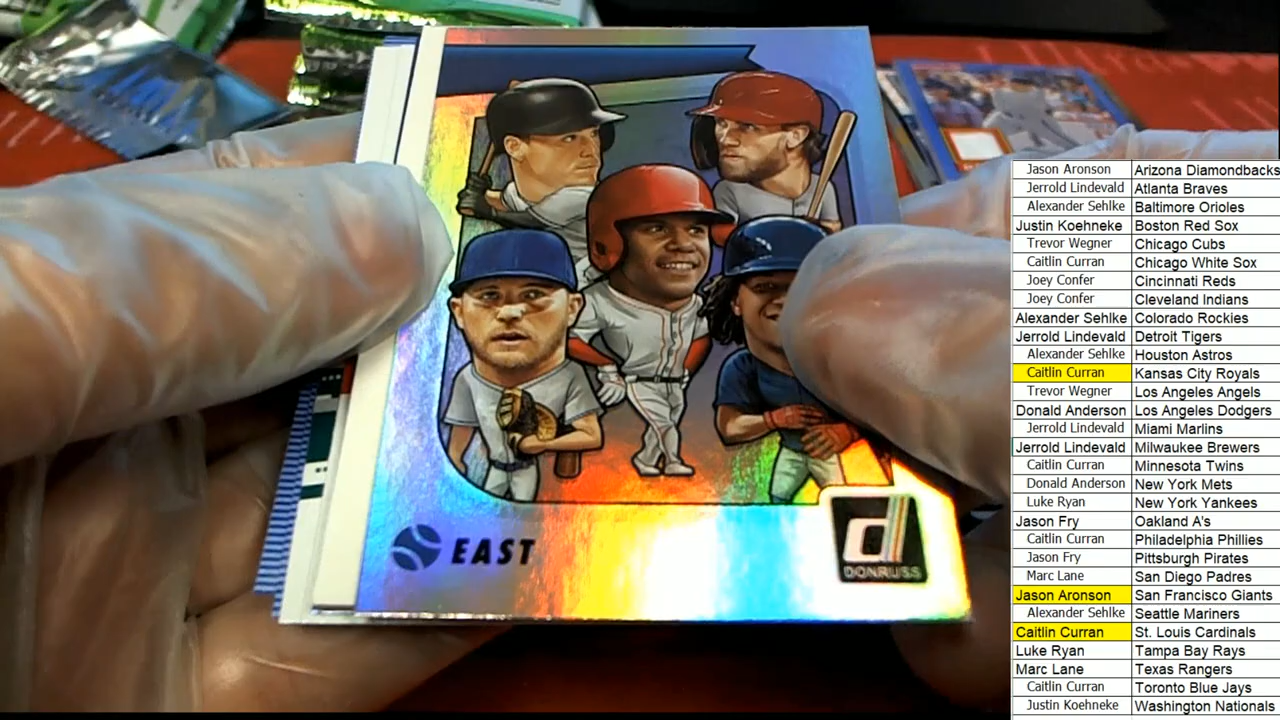 EAST
d
DONRUSS
Jason Aronson Arizona Diamondbacks
Jerrold Lindevald Atlanta Braves
Alexander Sehlke Baltimore Orioles
Justin Koehneke Boston Red Sox
Trevor Wegner Chicago Cubs
Caitlin Curran Chicago White Sox
Joey Confer Cincinnati Reds
Joey Confer Cleveland Indians
Alexander Sehlke Colorado Rockies
Jerrold Lindevald Detroit Tigers
Alexander Sehlke Houston Astros
Caitlin Curran Kansas City Royals
Trevor Wegner Los Angeles Angels
Donald Anderson Los Angeles Dodgers
Jerrold Lindevald Miami Marlins
Jerrold Lindevald Milwaukee Brewers
Caitlin Curran Minnesota Twins
Donald Anderson New York Mets
Luke Ryan New York Yankees
Jason Fry Oakland A's
Caitlin Curran Philadelphia Phillies
Jason Fry Pittsburgh Pirates
Marc Lane San Diego Padres
Jason Aronson San Francisco Giants
Alexander Sehlke Seattle Mariners
Caitlin Curran St. Louis Cardinals
Luke Ryan Tampa Bay Rays
Marc Lane Texas Rangers
Caitlin Curran Toronto Blue Jays
Justin Koehneke Washington Nationals